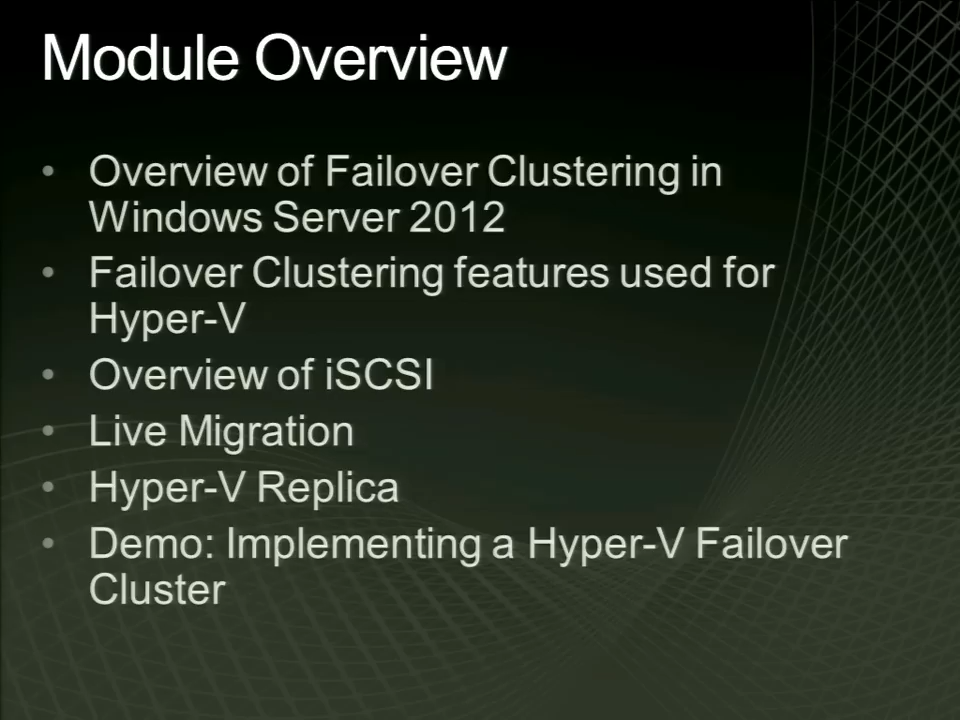 Module Overview
• Overview of Failover Clustering in
Windows Server 2012
• Failover Clustering features used for
Hyper-V
• Overview of iSCSI
• Live Migration
• Hyper-V Replica
• Demo: Implementing a Hyper-V Failover
Cluster